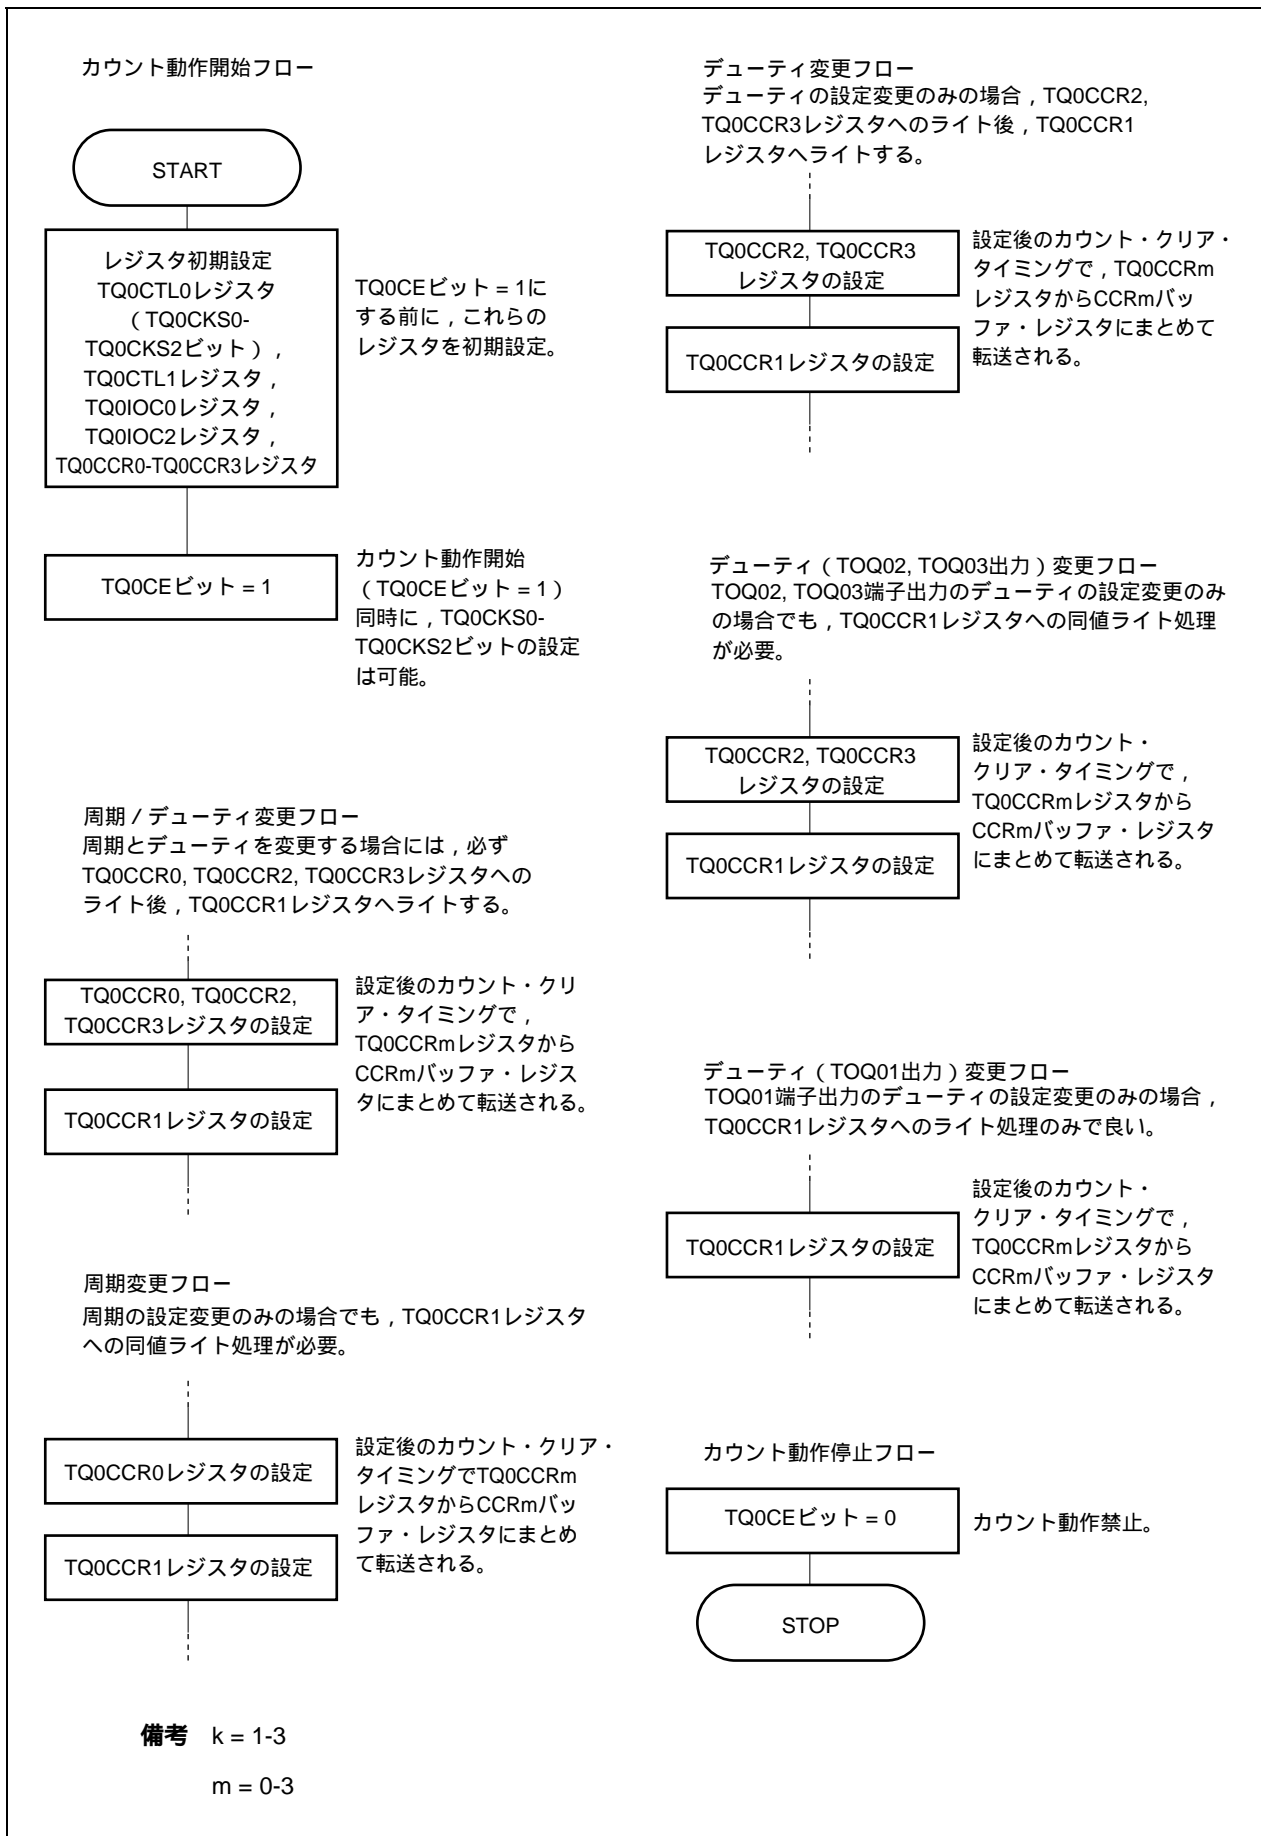 カウント動作開始フロー
START
レジスタ初期設定
TQ0CTL0レジスタ
(TQ0CKS0-
TQ0CKS2ビット),
TQ0CTL1レジスタ,
TQ0IOC0レジスタ,
TQ0IOC2レジスタ,
TQ0CCR0-TQ0CCR3レジスタ
TQ0CEビット = 1に
する前に,これらの
レジスタを初期設定。
TQ0CEビット = 1
カウント動作開始
(TQ0CEビット = 1)
同時に,TQ0CKS0-
TQ0CKS2ビットの設定
は可能。
周期 / デューティ変更フロー
周期とデューティを変更する場合には,必ず
TQ0CCR0, TQ0CCR2, TQ0CCR3レジスタへの
ライト後,TQ0CCR1レジスタへライトする。
TQ0CCR0, TQ0CCR2,
TQ0CCR3レジスタの設定
TQ0CCR1レジスタの設定
設定後のカウント・クリ
ア・タイミングで,
TQ0CCRmレジスタから
CCRmバッファ・レジス
タにまとめて転送される。
周期変更フロー
周期の設定変更のみの場合でも,TQ0CCR1レジスタ
への同値ライト処理が必要。
TQ0CCR0レジスタの設定
TQ0CCR1レジスタの設定
設定後のカウント・クリア・
タイミングでTQ0CCRm
レジスタからCCRmバッ
ファ・レジスタにまとめ
て転送される。
デューティ変更フロー
デューティの設定変更のみの場合,TQ0CCR2,
TQ0CCR3レジスタへのライト後,TQ0CCR1
レジスタへライトする。
TQ0CCR2, TQ0CCR3
レジスタの設定
TQ0CCR1レジスタの設定
設定後のカウント・クリア・
タイミングで,TQ0CCRm
レジスタからCCRmバッ
ファ・レジスタにまとめて
転送される。
デューティ(TOQ02, TOQ03出力)変更フロー
TOQ02, TOQ03端子出力のデューティの設定変更のみ
の場合でも,TQ0CCR1レジスタへの同値ライト処理
が必要。
TQ0CCR2, TQ0CCR3
レジスタの設定
TQ0CCR1レジスタの設定
設定後のカウント・
クリア・タイミングで,
TQ0CCRmレジスタから
CCRmバッファ・レジスタ
にまとめて転送される。
デューティ(TOQ01出力)変更フロー
TOQ01端子出力のデューティの設定変更のみの場合,
TQ0CCR1レジスタへのライト処理のみで良い。
TQ0CCR1レジスタの設定
設定後のカウント・
クリア・タイミングで,
TQ0CCRmレジスタから
CCRmバッファ・レジスタ
にまとめて転送される。
カウント動作停止フロー
TQ0CEビット = 0
カウント動作禁止。
STOP
備考 k = 1-3
m = 0-3